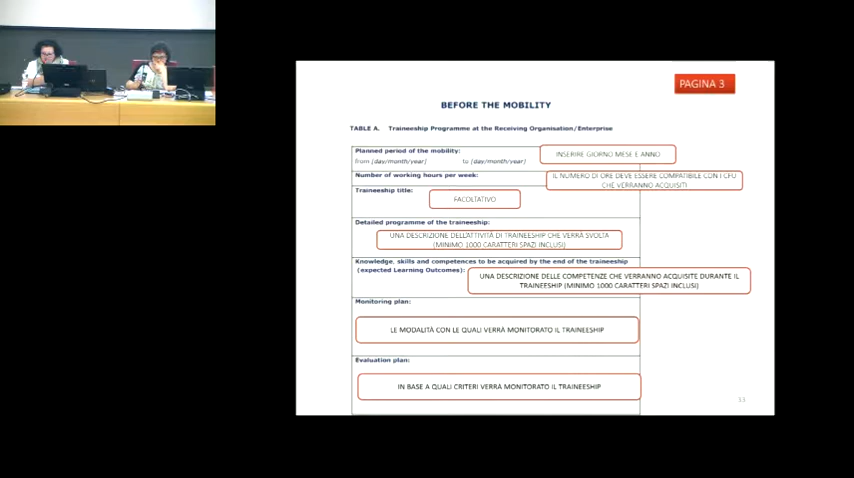 PAGINA 3
BEFORE THE MOBILITY
TABLE A. Traineeship Programme at the Receiving Organisation/Enterprise
Planned period of the mobility:
from [day/month/year] to [day/month/year]
INSERIRE GIORNO MESE E ANNO
Number of working hours per week:
IL NUMERO DI ORE DEVE ESSERE COMPATIBILE CON I CFU
CHE VERRANNO ACQUISITI
Traineeship title:
FACOLTATIVO
Detailed programme of the traineeship:
UNA DESCRIZIONE DELL'ATTIVITÀ DI TRAINEESHIP CHE VERRÀ SVOLTA
(MINIMO 1000 CARATTERI SPAZI INCLUSI)
Knowledge, skills and competences to be acquired by the end of the traineeship
(expected Learning Outcomes):
UNA DESCRIZIONE DELLE COMPETENZE CHE VERRANNO ACQUISITE DURANTE IL
TRAINEESHIP (MINIMO 1000 CARATTERI SPAZI INCLUSI)
Monitoring plan:
LE MODALITÀ CON LE QUALI VERRÀ MONITORATO IL TRAINEESHIP
Evaluation plan:
IN BASE A QUALI CRITERI VERRÀ MONITORATO IL TRAINEESHIP
33